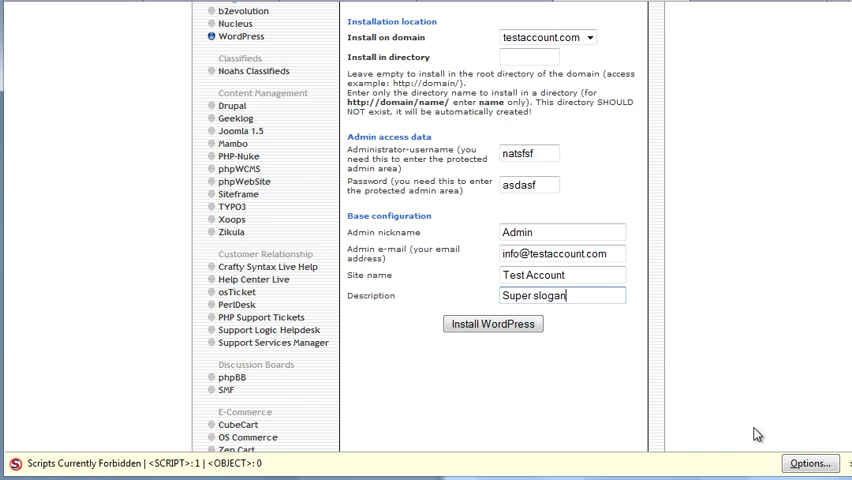 b2evolution
Nucleus
WordPress
Classifieds
Noahs Classifieds
Content Management
Drupal
Geeklog
Joomla 1.5
Mambo
PHP-Nuke
phpWCMS
phpWebSite
Siteframe
TYPO3
Xoops
Zikula
Customer Relationship
Crafty Syntax Live Help
Help Center Live
osTicket
PerlDesk
PHP Support Tickets
Support Logic Helpdesk
Support Services Manager
Discussion Boards
phpBB
SMF
E-Commerce
CubeCart
OS Commerce
Zen Cart
Installation location
Install on domain
testaccount.com
Install in directory
Leave empty to install in the root directory of the domain (access
example: http://domain/).
Enter only the directory name to install in a directory (for
http://domain/name/ enter name only). This directory SHOULD
NOT exist, it will be automatically created!
Admin access data
Administrator-username (you
need this to enter the protected
admin area)
natsfsf
Password (you need this to enter
the protected admin area)
asdasf
Base configuration
Admin nickname
Admin
Admin e-mail (your email
address)
info@testaccount.com
Site name
Test Account
Description
Super slogan
Install WordPress
Scripts Currently Forbidden | <SCRIPT>: 1 | <OBJECT>: 0
Options...